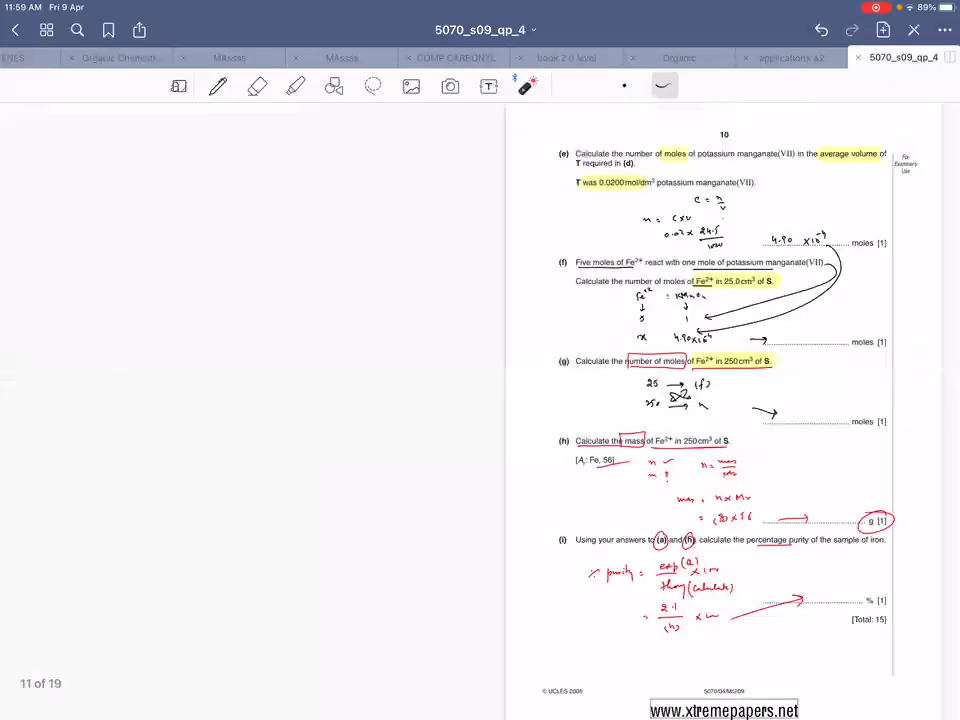 11:59 AM Fri 9 Apr
89%
5070_s09_qp_4
ENES
Organic Chemistr...
MAssss
MAssss
COMP CARBONYL
book 2 o level
Organic
applications a2
5070_s09_qp_4
10
(e) Calculate the number of moles of potassium manganate(VII) in the average volume of
T required in (d).
For
Examiner's
Use
T was 0.0200 mol/dm³ potassium manganate(VII).
c = n/v
n = c x v
0.02 x 24.5/1000
4.90 x10⁻⁴ moles [1]
(f) Five moles of Fe²⁺ react with one mole of potassium manganate(VII).
Calculate the number of moles of Fe²⁺ in 25.0 cm³ of S.
Fe⁺² : KMnO₄
5 1
x 4.90x10⁻⁴
moles [1]
(g) Calculate the number of moles of Fe²⁺ in 250 cm³ of S.
25 → (f)
250 → x
moles [1]
(h) Calculate the mass of Fe²⁺ in 250 cm³ of S.
[Aᵣ: Fe, 56]
n ✓ n = mass/Mr
m ?
mass = n x Mr
= (g) x 56
g [1]
(i) Using your answers to (a) and (h), calculate the percentage purity of the sample of iron.
% purity = exp(a)/theory(calculate) x 100
% [1]
= 2.1/(h) x 100
[Total: 15]
11 of 19
© UCLES 2009
5070/04/M/J/09
www.xtremepapers.net